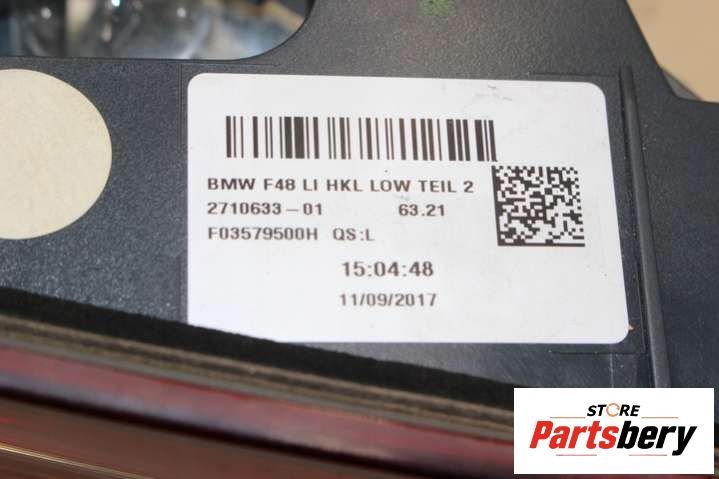 BMW F48 LI HKL LOW TEIL 2
2710633-01 63.21
F03579500H QS:L
15:04:48
11/09/2017
STORE
Partsbery